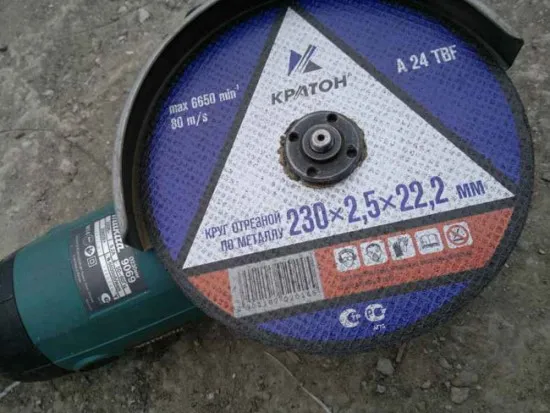 КРАТОН®
A 24 TBF
max 6650 min⁻¹
80 m/s
КРУГ ОТРЕЗНОЙ
ПО МЕТАЛЛУ
230×2,5×22,2 ММ